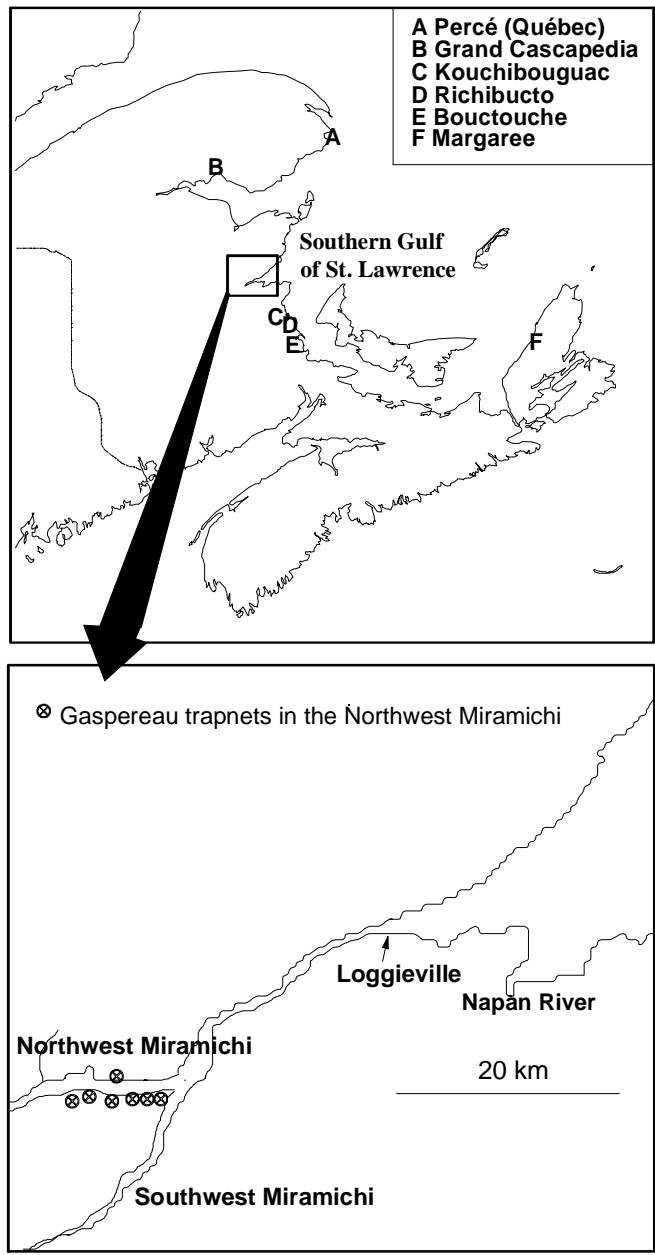 A Percé (Québec)
B Grand Cascapedia
C Kouchibouguac
D Richibucto
E Bouctouche
F Margaree
A
B
Southern Gulf
of St. Lawrence
C
D
E
F
Gaspereau trapnets in the Northwest Miramichi
Loggieville
Napan River
Northwest Miramichi
20 km
Southwest Miramichi